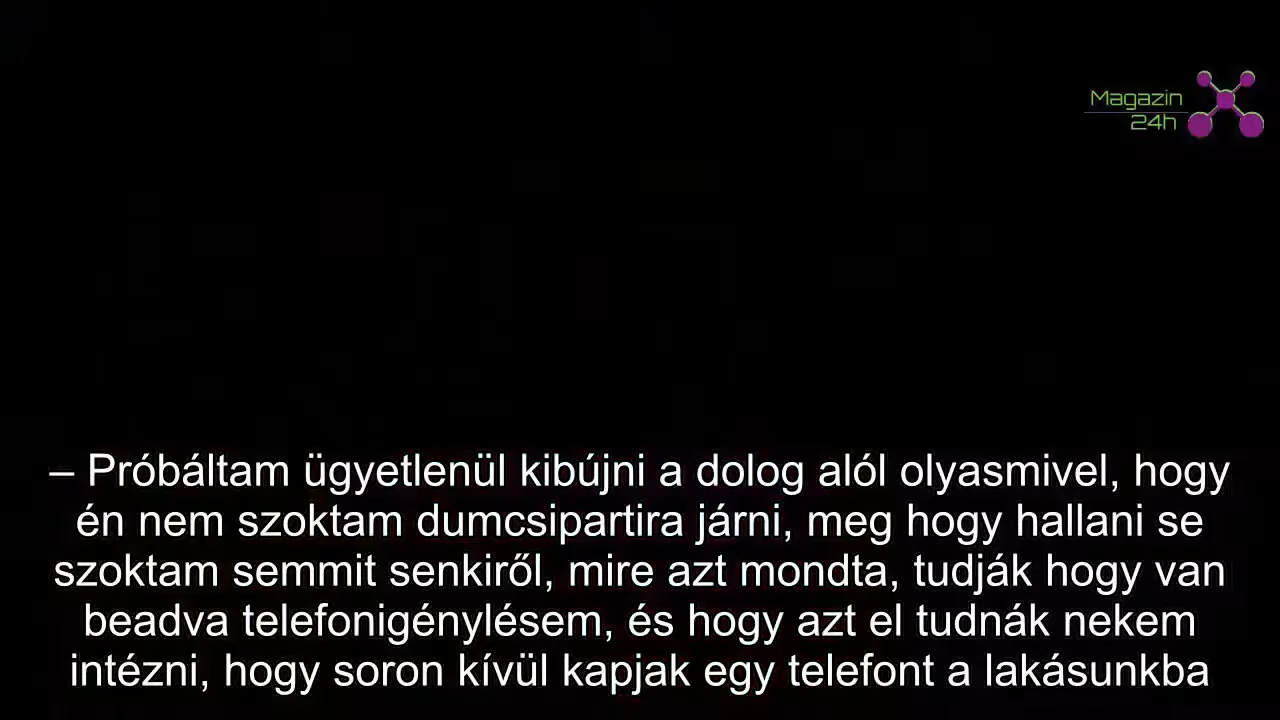 Magazin
24h
– Próbáltam ügyetlenül kibújni a dolog alól olyasmivel, hogy
én nem szoktam dumcsipartira járni, meg hogy hallani se
szoktam semmit senkiről, mire azt mondta, tudják hogy van
beadva telefonigénylésem, és hogy azt el tudnák nekem
intézni, hogy soron kívül kapjak egy telefont a lakásunkba